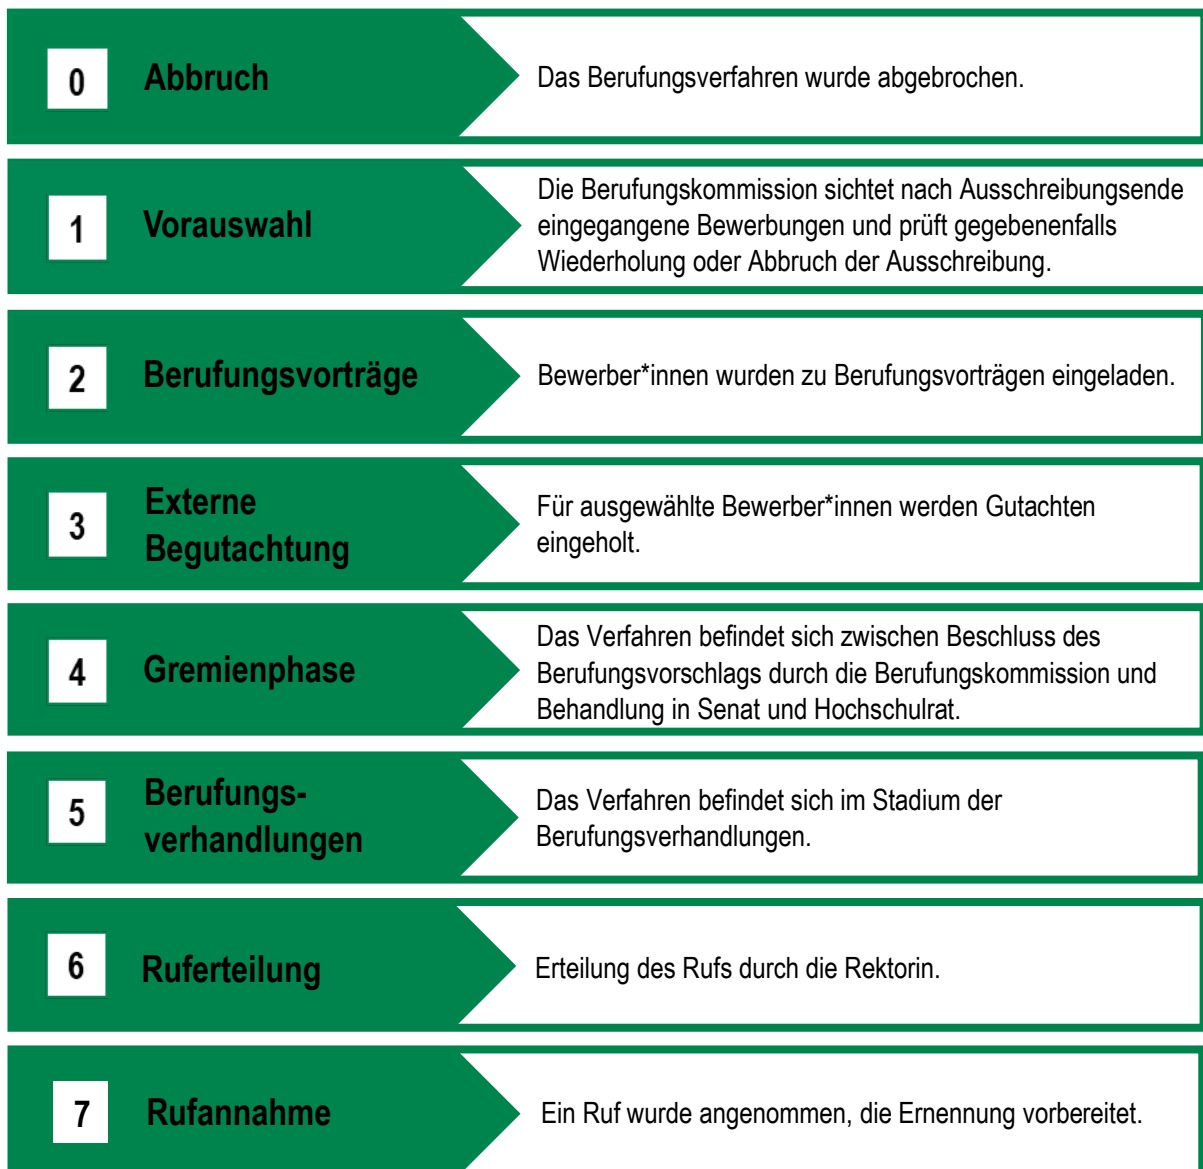 0
Abbruch
Das Berufungsverfahren wurde abgebrochen.
1
Vorauswahl
Die Berufungskommission sichtet nach Ausschreibungsende
eingegangene Bewerbungen und prüft gegebenenfalls
Wiederholung oder Abbruch der Ausschreibung.
2
Berufungsvorträge
Bewerber*innen wurden zu Berufungsvorträgen eingeladen.
3
Externe
Begutachtung
Für ausgewählte Bewerber*innen werden Gutachten
eingeholt.
4
Gremienphase
Das Verfahren befindet sich zwischen Beschluss des
Berufungsvorschlags durch die Berufungskommission und
Behandlung in Senat und Hochschulrat.
5
Berufungs-
verhandlungen
Das Verfahren befindet sich im Stadium der
Berufungsverhandlungen.
6
Ruferteilung
Erteilung des Rufs durch die Rektorin.
7
Rufannahme
Ein Ruf wurde angenommen, die Ernennung vorbereitet.